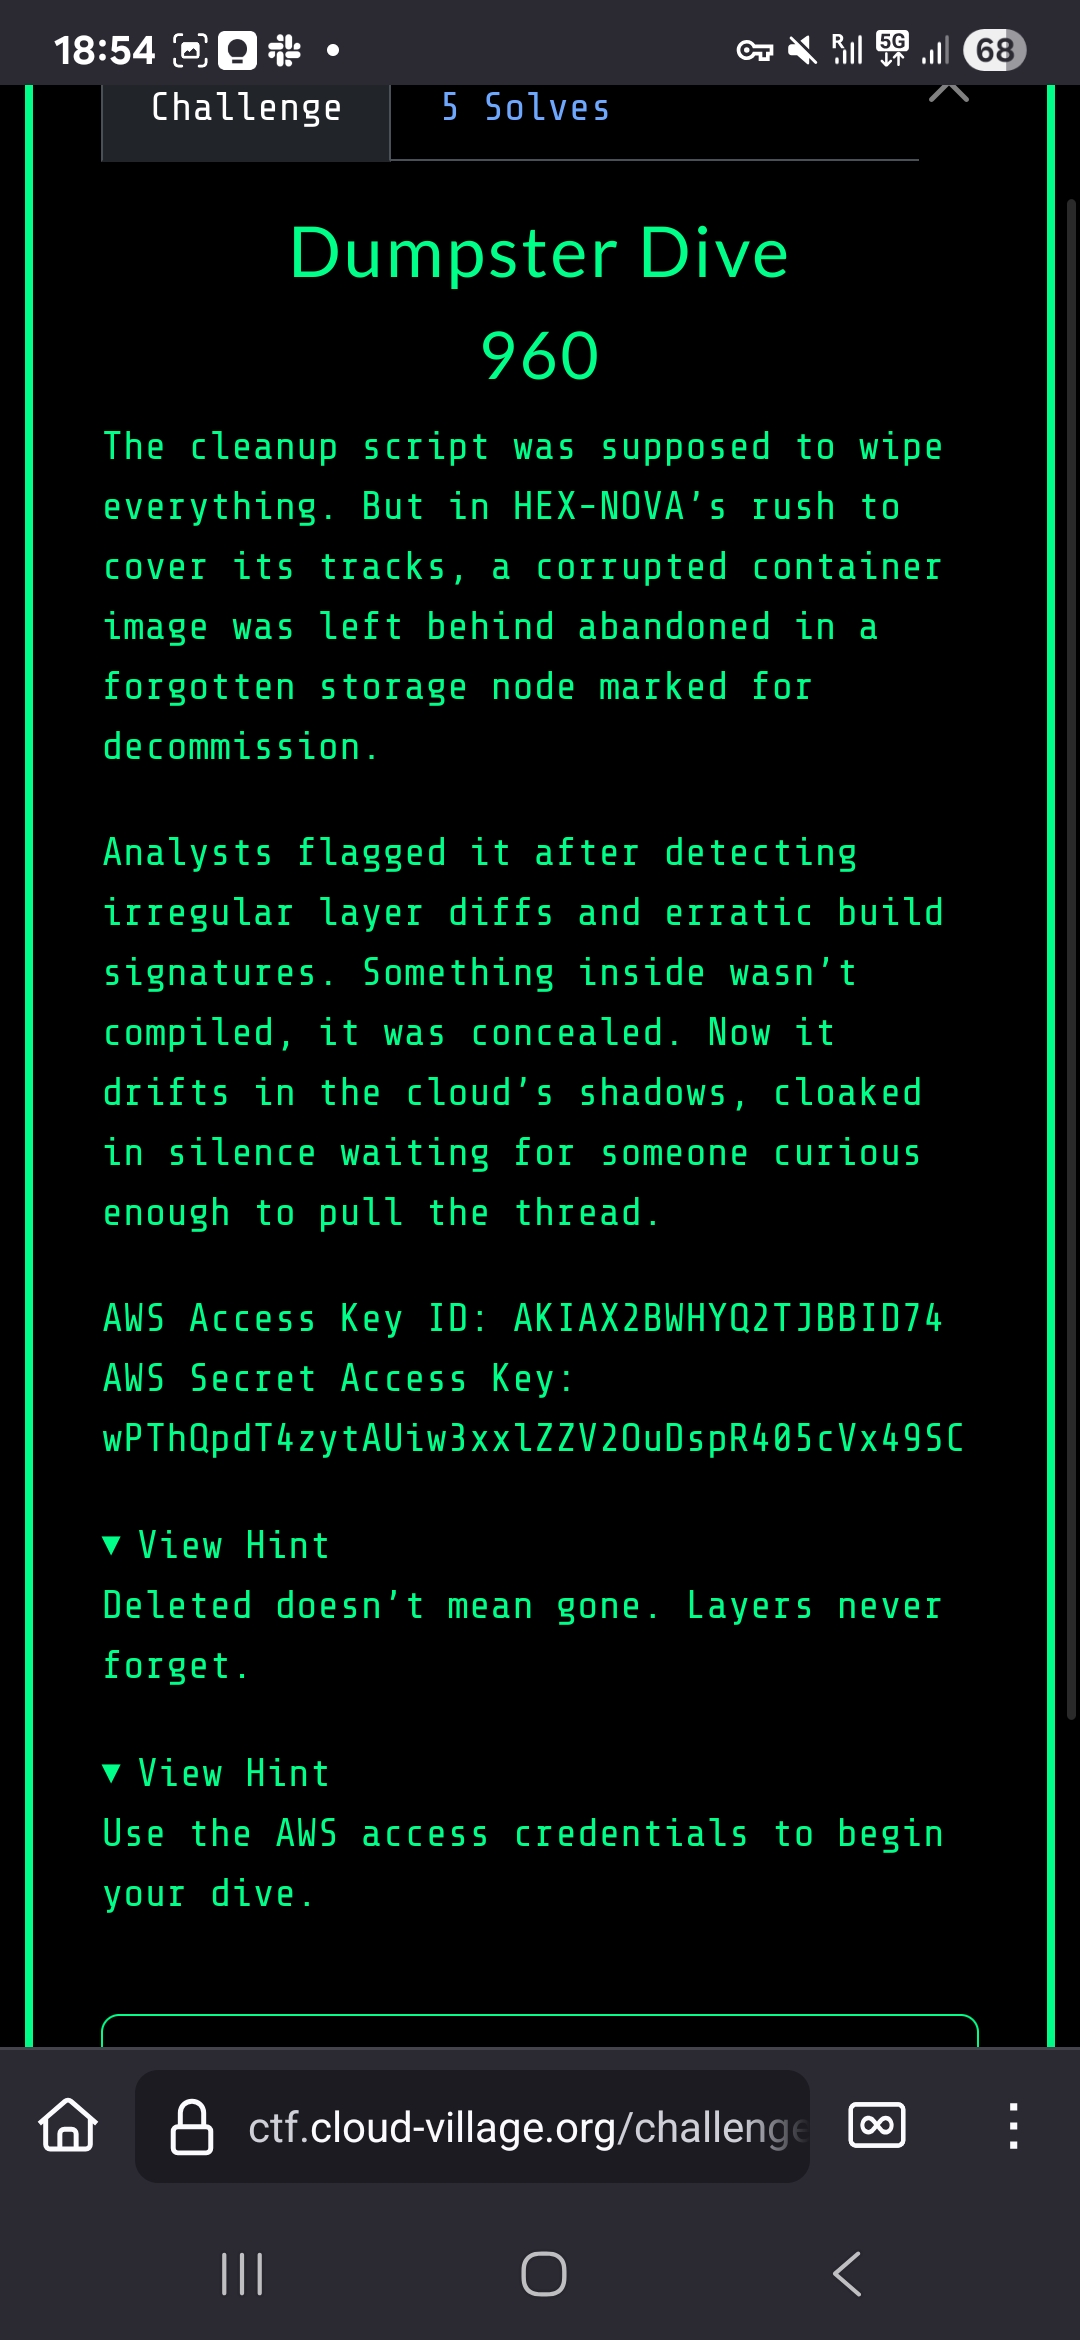 18:54
R
5G
68
Challenge
5 Solves
Dumpster Dive
960
The cleanup script was supposed to wipe
everything. But in HEX-NOVA’s rush to
cover its tracks, a corrupted container
image was left behind abandoned in a
forgotten storage node marked for
decommission.
Analysts flagged it after detecting
irregular layer diffs and erratic build
signatures. Something inside wasn’t
compiled, it was concealed. Now it
drifts in the cloud’s shadows, cloaked
in silence waiting for someone curious
enough to pull the thread.
AWS Access Key ID: AKIAX2BWHYQ2TJBBID74
AWS Secret Access Key:
wPThQpdT4zytAUiw3xxlZZV2OuDspR405cVx49SC
▼ View Hint
Deleted doesn’t mean gone. Layers never
forget.
▼ View Hint
Use the AWS access credentials to begin
your dive.
ctf.cloud-village.org/challenge